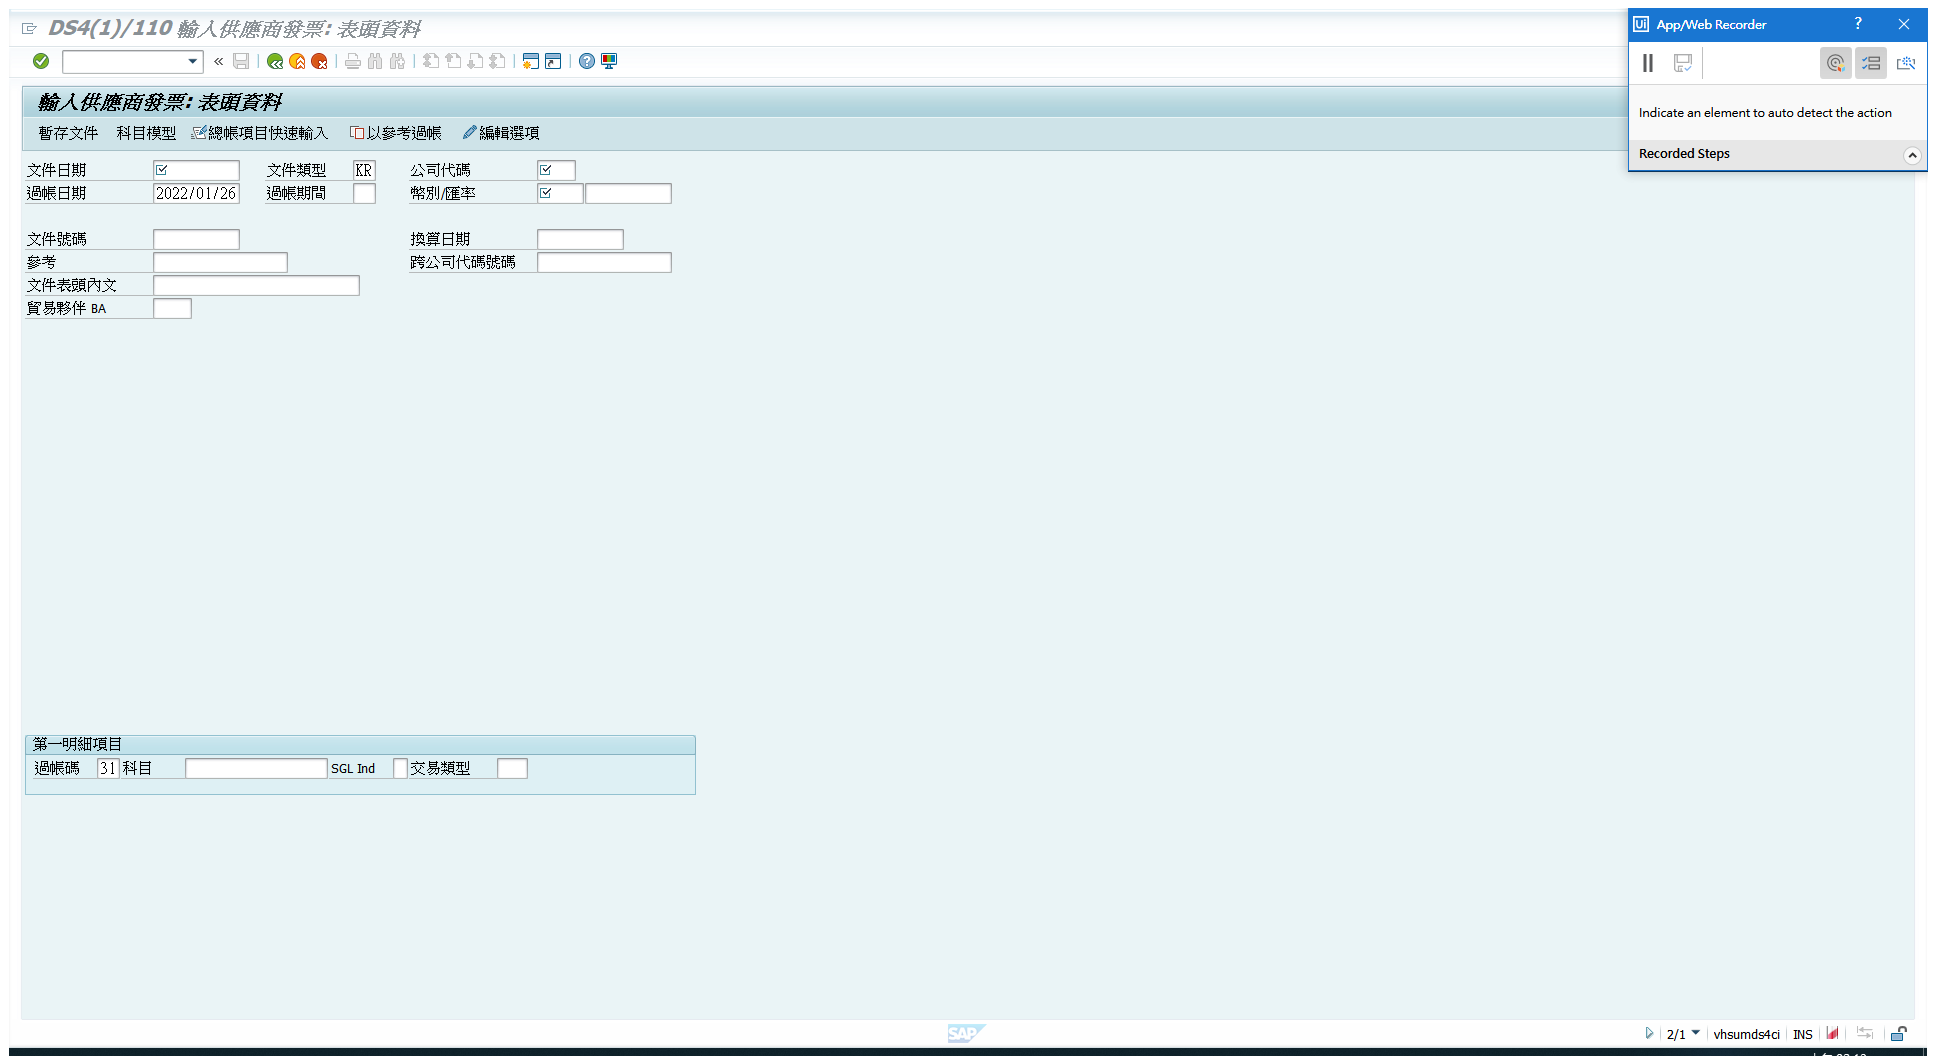 DS4(1)/110 輸入供應商發票: 表頭資料
Ui App/Web Recorder ?
Indicate an element to auto detect the action
Recorded Steps
輸入供應商發票: 表頭資料
暫存文件 科目模型 總帳項目快速輸入 以參考過帳 編輯選項
文件日期 文件類型 KR 公司代碼
過帳日期 2022/01/26 過帳期間 幣別/匯率
文件號碼 換算日期
參考 跨公司代碼號碼
文件表頭內文
貿易夥伴 BA
第一明細項目
過帳碼 31 科目 SGL Ind 交易類型
SAP
2/1 vhsumds4ci INS